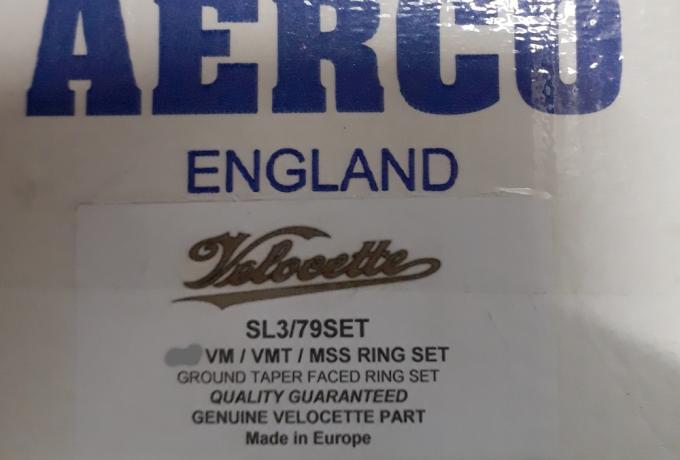 AERCO
ENGLAND
Velocette
SL3/79SET
VM / VMT / MSS RING SET
GROUND TAPER FACED RING SET
QUALITY GUARANTEED
GENUINE VELOCETTE PART
Made in Europe